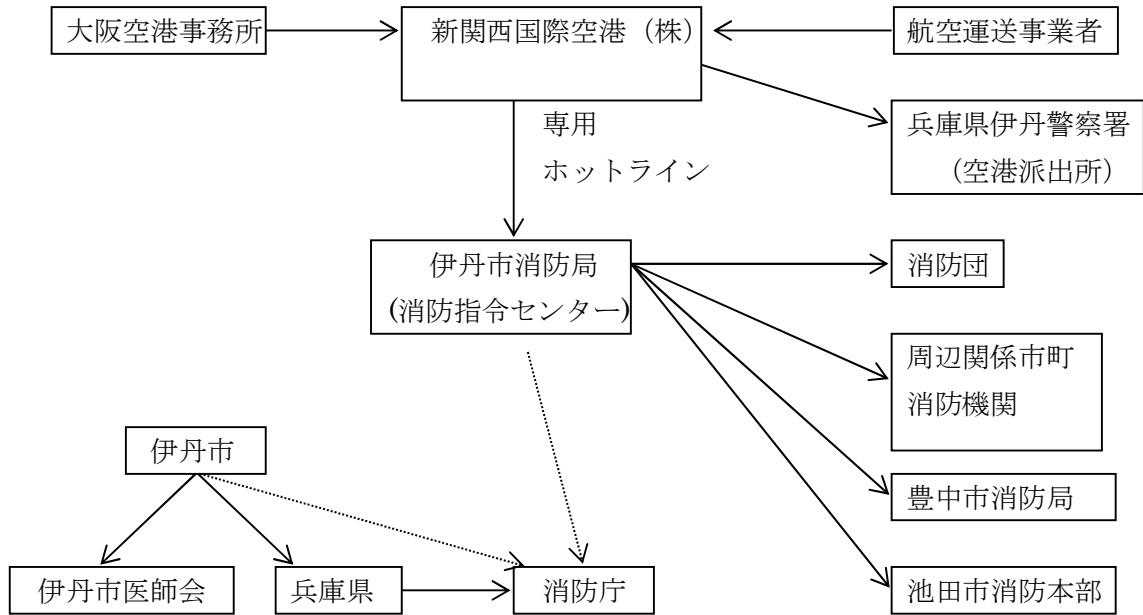 大阪空港事務所
新関西国際空港（株）
航空運送事業者
専用
ホットライン
兵庫県伊丹警察署
（空港派出所）
伊丹市消防局
(消防指令センター)
消防団
周辺関係市町
消防機関
伊丹市
豊中市消防局
伊丹市医師会
兵庫県
消防庁
池田市消防本部